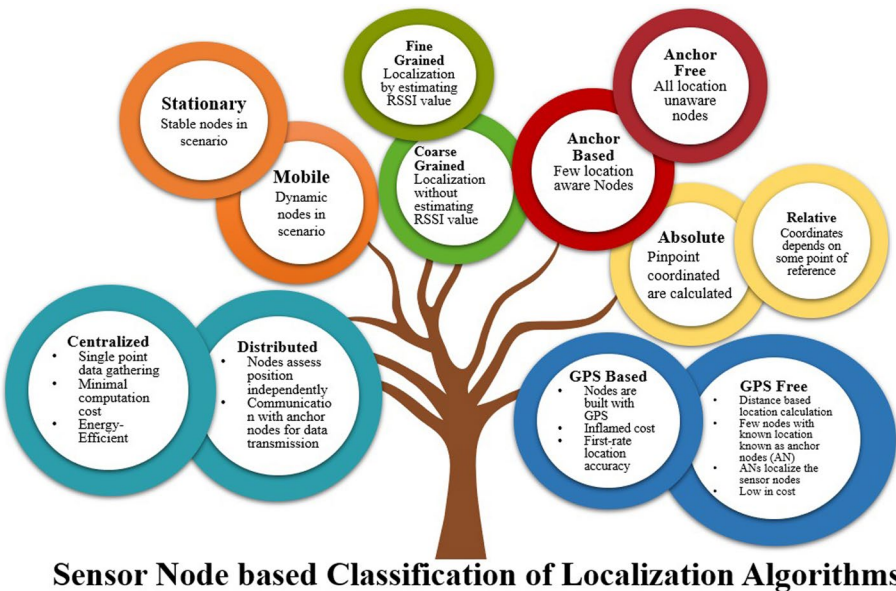 Fine
Grained
Localization
by estimating
RSSI value
Anchor
Free
All location
unaware
nodes
Stationary
Stable nodes in
scenario
Mobile
Dynamic
nodes in
scenario
Coarse
Grained
Localization
without
estimating
RSSI value
Anchor
Based
Few location
aware Nodes
Absolute
Pinpoint
coordinated
are calculated
Relative
Coordinates
depends on
some point of
reference
Centralized
• Single point
data gathering
• Minimal
computation
cost
• Energy-
Efficient
Distributed
• Nodes assess
position
independently
• Communicatio
n with anchor
nodes for data
transmission
GPS Based
• Nodes are
built with
GPS
• Inflamed cost
• First-rate
location
accuracy
GPS Free
• Distance based
location calculation
• Few nodes with
known location
known as anchor
nodes (AN)
• ANs localize the
sensor nodes
• Low in cost
Sensor Node based Classification of Localization Algorithms